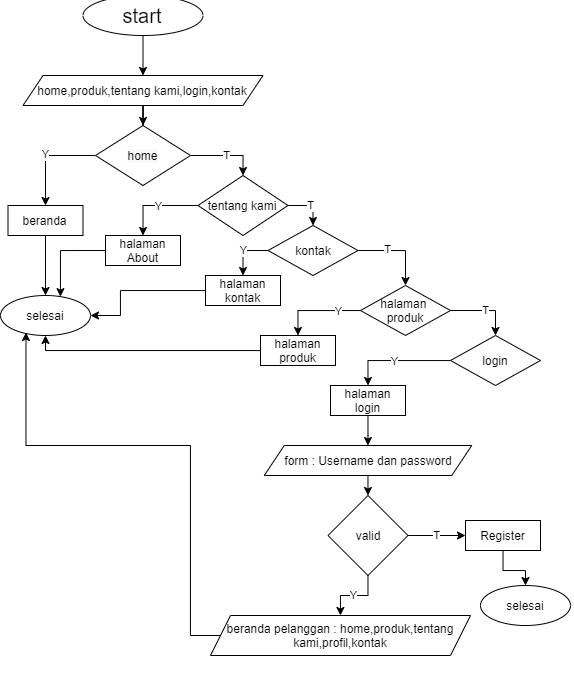 start
home,produk,tentang kami,login,kontak
Y
home
T
tentang kami
Y
T
beranda
halaman
About
Y
kontak
T
halaman
kontak
selesai
Y
halaman
produk
T
halaman
produk
Y
login
halaman
login
form : Username dan password
valid
T
Register
Y
selesai
beranda pelanggan : home,produk,tentang
kami,profil,kontak